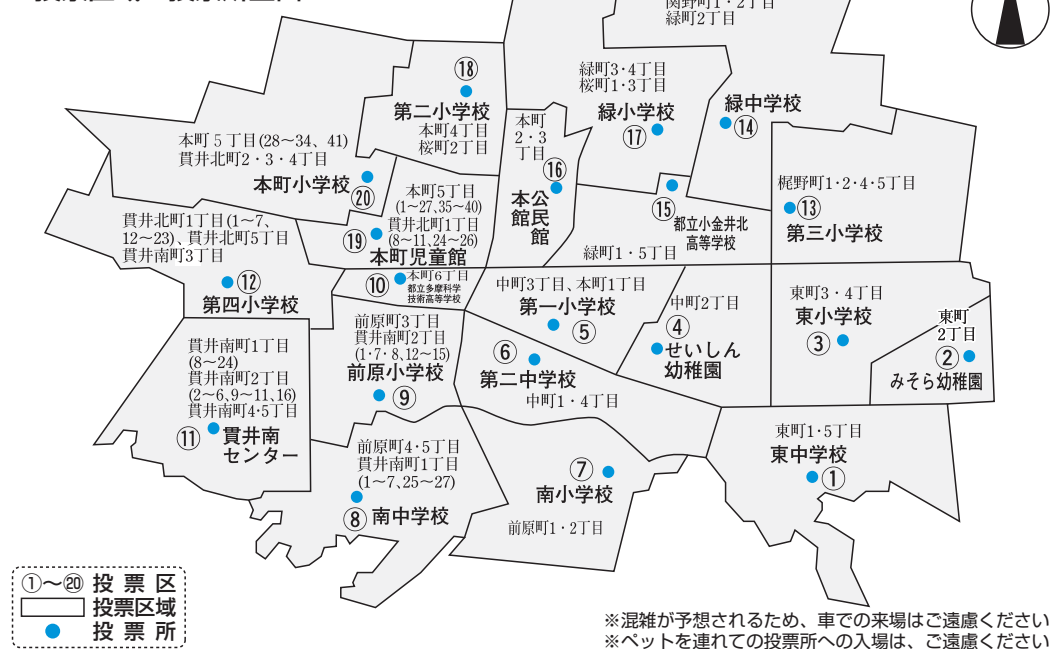 関野町1・2丁目
緑町2丁目
⑱
第二小学校
本町4丁目
桜町2丁目
緑町3・4丁目
桜町1・3丁目
緑小学校
⑰
緑中学校
⑭
本町
2・3
丁目
⑯
公民館
本館
本町5丁目(28～34、41)
貫井北町2・3・4丁目
本町小学校
⑳
本町5丁目
(1～27,35～40)
貫井北町1丁目
(8～11,24～26)
⑲
本町児童館
⑮
都立小金井北
高等学校
緑町1・5丁目
梶野町1・2・4・5丁目
⑬
第三小学校
貫井北町1丁目(1～7、
12～23)、貫井北町5丁目
貫井南町3丁目
⑫
第四小学校
⑩
本町6丁目
都立多摩科学
技術高等学校
中町3丁目、本町1丁目
第一小学校
⑤
中町2丁目
④
せいしん
幼稚園
東町3・4丁目
東小学校
③
東町
2丁目
②
みそら幼稚園
貫井南町1丁目
(8～24)
貫井南町2丁目
(2～6,9～11,16)
貫井南町4・5丁目
⑪
貫井南
センター
前原町3丁目
貫井南町2丁目
(1・7・8,12～15)
前原小学校
⑨
⑥
第二中学校
中町1・4丁目
前原町4・5丁目
貫井南町1丁目
(1～7,25～27)
⑧
南中学校
⑦
南小学校
前原町1・2丁目
東町1・5丁目
東中学校
①
①～⑳ 投票区
投票区域
投票所
※混雑が予想されるため、車での来場はご遠慮ください
※ペットを連れての投票所への入場は、ご遠慮ください